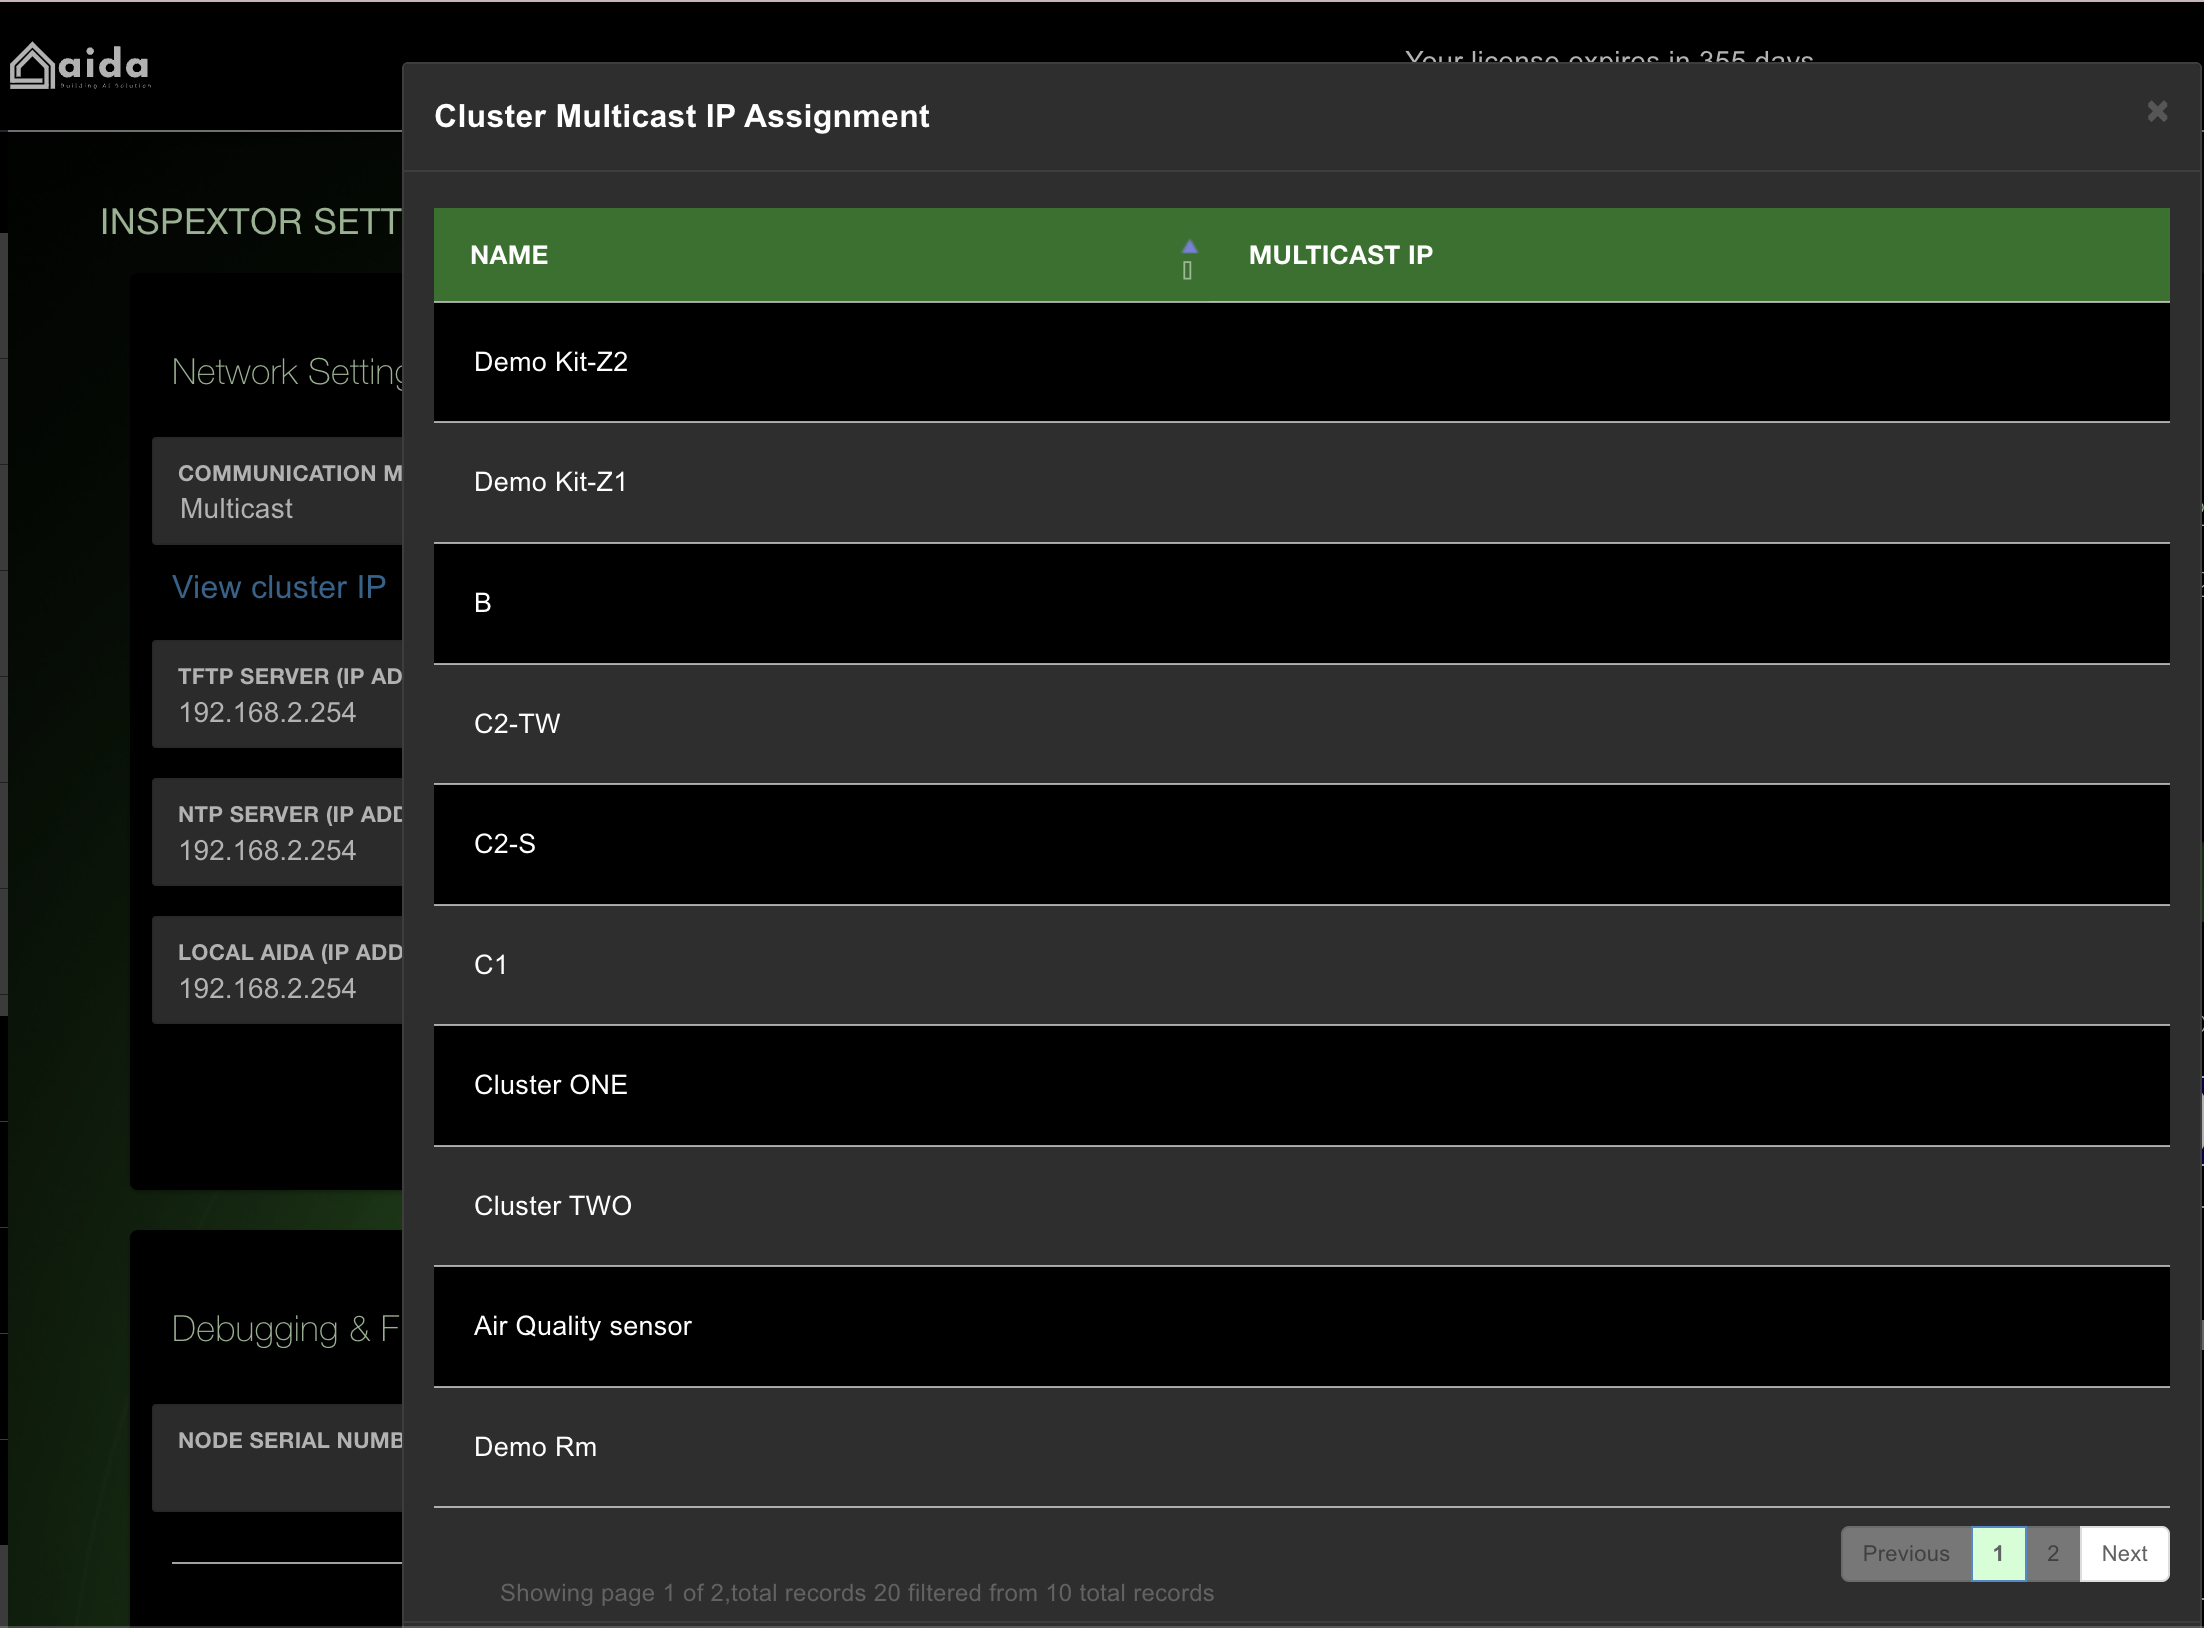 aida
Building AI Solution
Your license expires in 355 days
Cluster Multicast IP Assignment
INSPEXTOR SETT
NAME
MULTICAST IP
Network Setting
COMMUNICATION M
Multicast
View cluster IP
TFTP SERVER (IP AD
192.168.2.254
NTP SERVER (IP ADD
192.168.2.254
LOCAL AIDA (IP ADD
192.168.2.254
Debugging & F
NODE SERIAL NUMB
Demo Kit-Z2
Demo Kit-Z1
B
C2-TW
C2-S
C1
Cluster ONE
Cluster TWO
Air Quality sensor
Demo Rm
Previous 1 2 Next
Showing page 1 of 2,total records 20 filtered from 10 total records